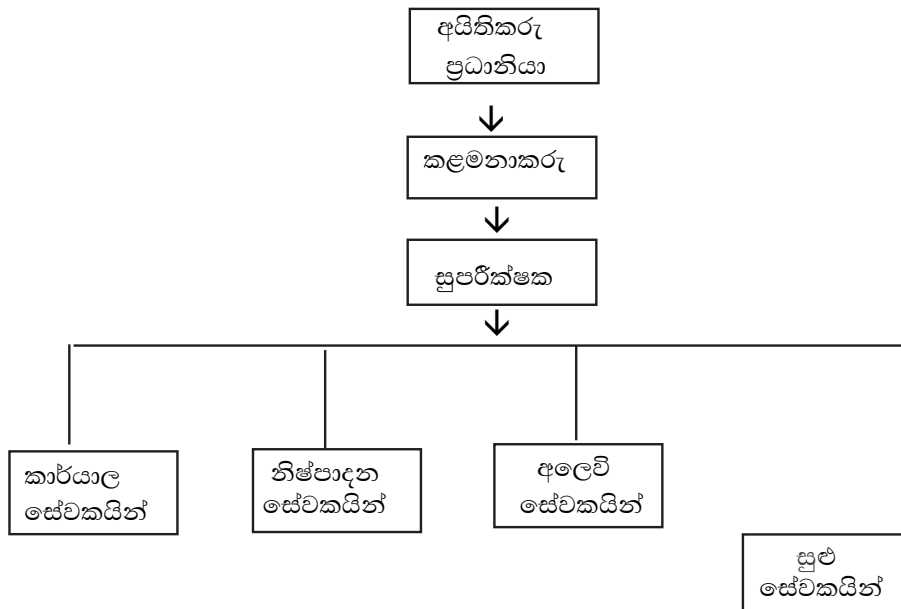 අයිතිකරු
ප්‍රධානියා
කළමනාකරු
සුපරීක්ෂක
කාර්යාල
සේවකයින්
නිෂ්පාදන
සේවකයින්
අලෙවි
සේවකයින්
සුළු
සේවකයින්